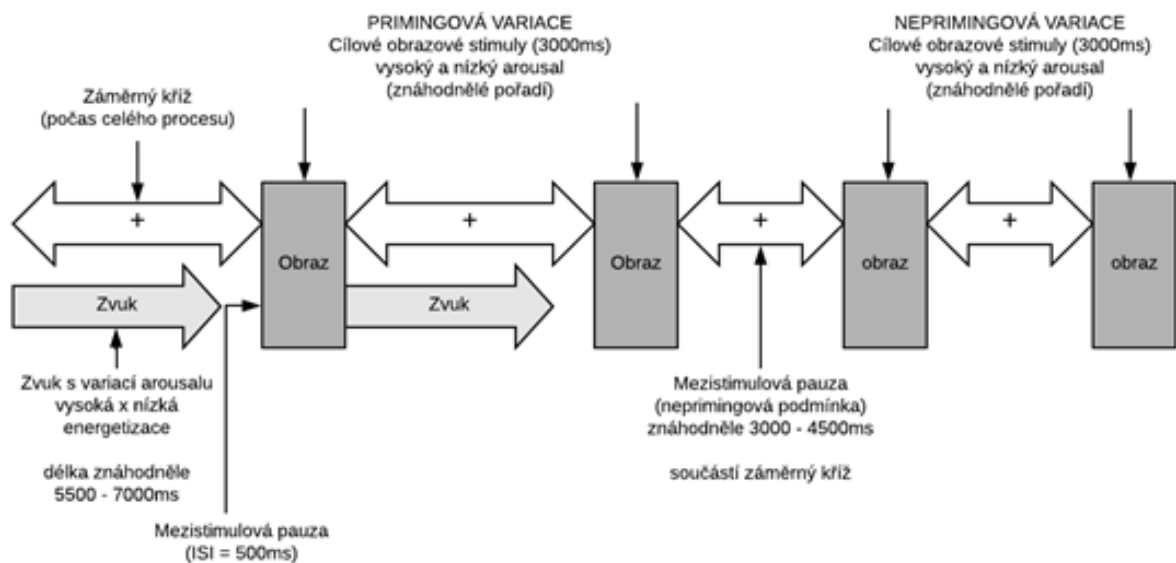 PRIMINGOVÁ VARIACE
Cílové obrazové stimuly (3000ms)
vysoký a nízký arousal
(znáhodnělé pořadí)
NEPRIMINGOVÁ VARIACE
Cílové obrazové stimuly (3000ms)
vysoký a nízký arousal
(znáhodnělé pořadí)
Záměrný kříž
(počas celého procesu)
+
+
+
+
Obraz
Obraz
obraz
obraz
Zvuk
Zvuk
Zvuk s variací arousalu
vysoká x nízká
energetizace
délka znáhodněle
5500 - 7000ms
Mezistimulová pauza
(ISI = 500ms)
Mezistimulová pauza
(neprimingová podmínka)
znáhodněle 3000 - 4500ms
součástí záměrný kříž